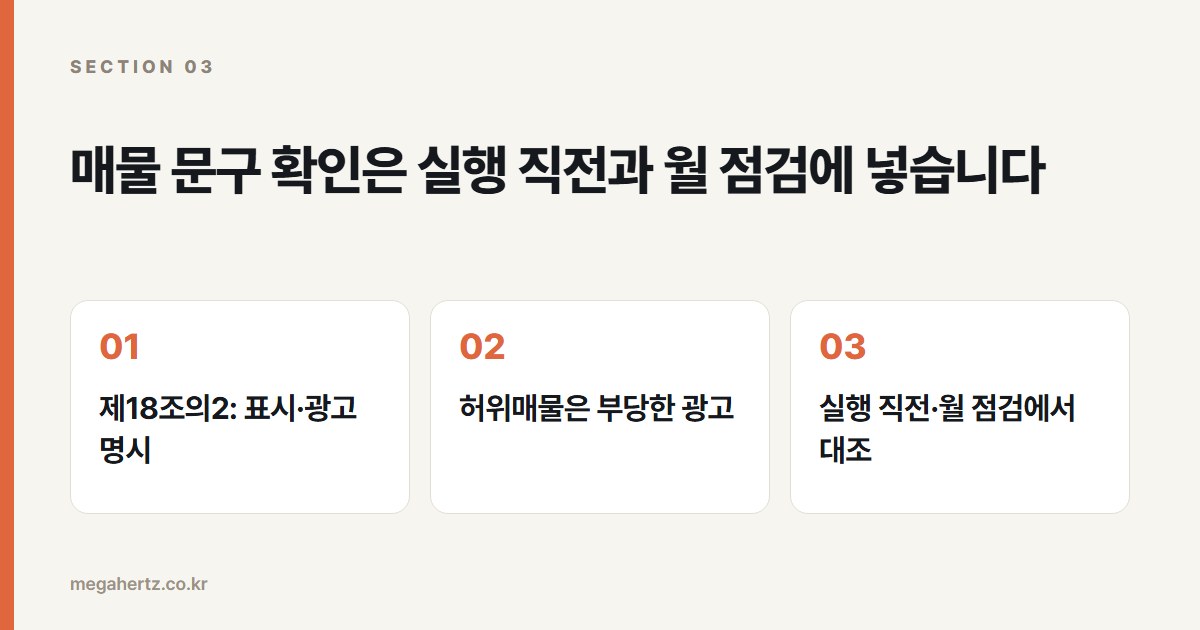 SECTION 03
매물 문구 확인은 실행 직전과 월 점검에 넣습니다
01
제18조의2: 표시·광고
명시
02
허위매물은 부당한 광고
03
실행 직전·월 점검에서
대조
megahertz.co.kr